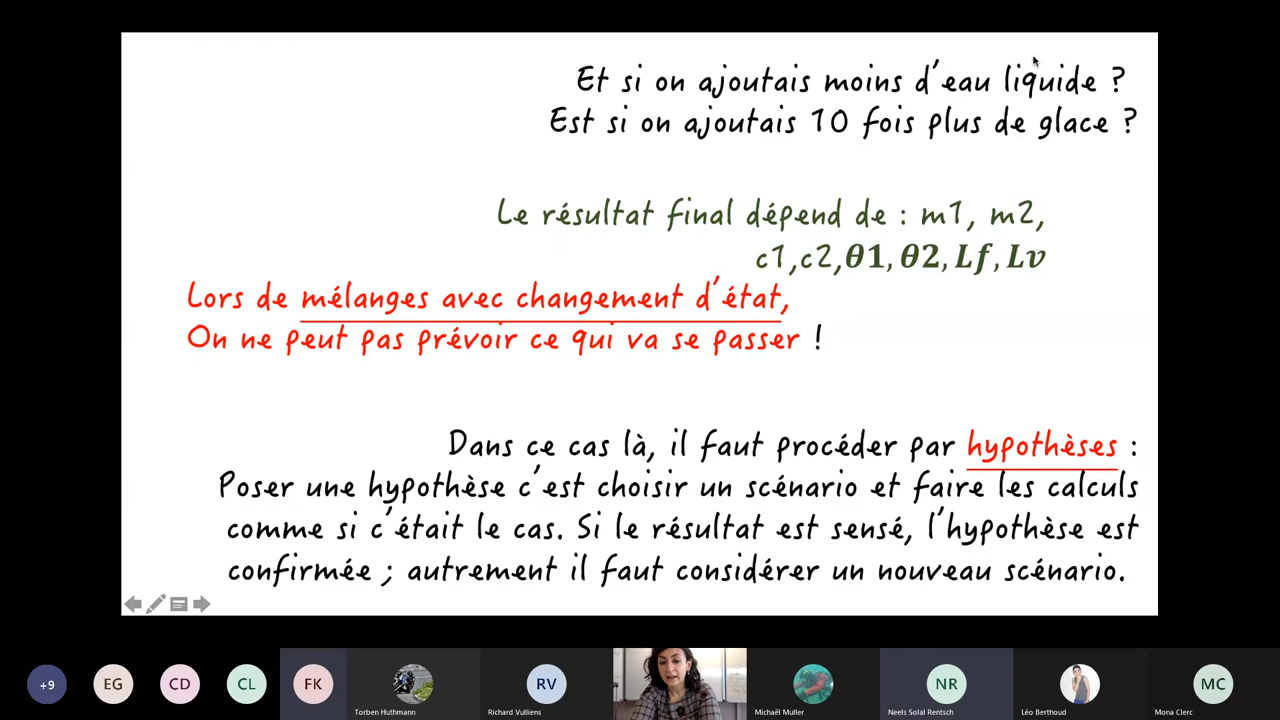 Et si on ajoutais moins d'eau liquide ?
Est si on ajoutais 10 fois plus de glace ?
Le résultat final dépend de : m1, m2,
c1,c2,θ1, θ2, Lf, Lv
Lors de mélanges avec changement d'état,
On ne peut pas prévoir ce qui va se passer !
Dans ce cas là, il faut procéder par hypothèses :
Poser une hypothèse c'est choisir un scénario et faire les calculs
comme si c'était le cas. Si le résultat est sensé, l'hypothèse est
confirmée ; autrement il faut considérer un nouveau scénario.
+9
EG
CD
CL
FK
Torben Huthmann
RV
Richard Vulliens
Michaël Muller
NR
Neels Solal Rentsch
Léo Berthoud
MC
Mona Clerc